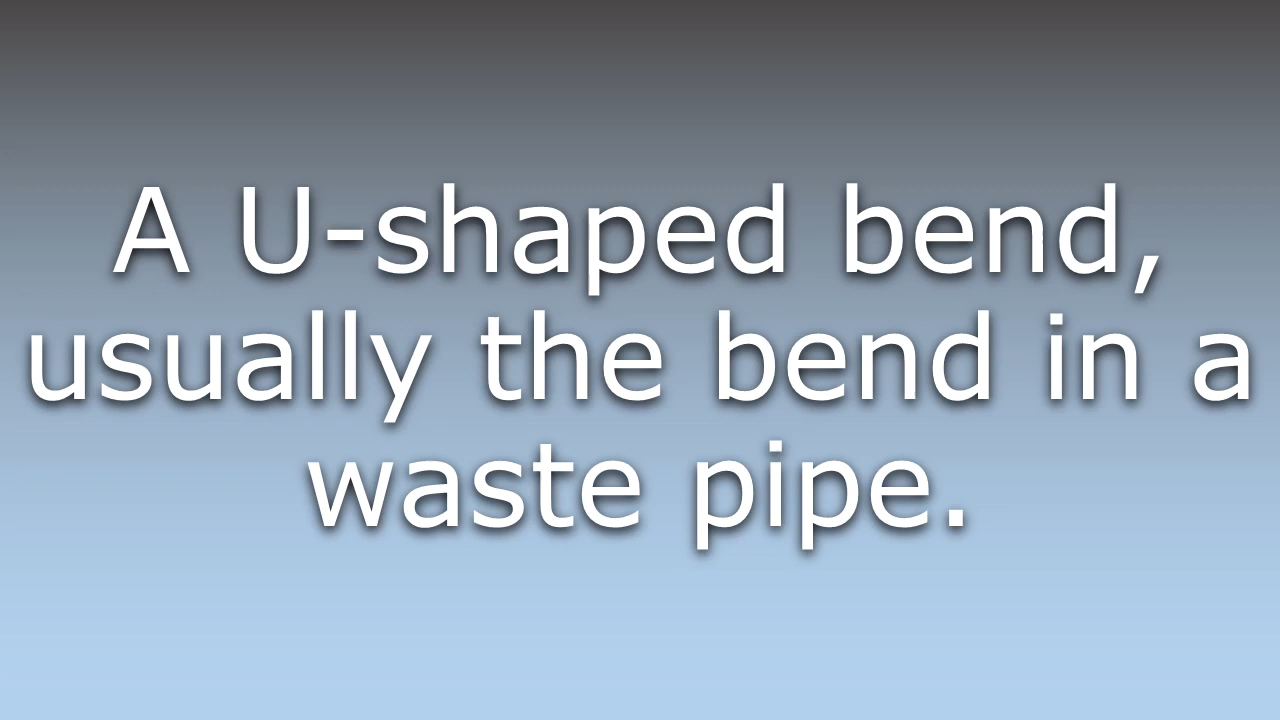 A U-shaped bend,
usually the bend in a
waste pipe.